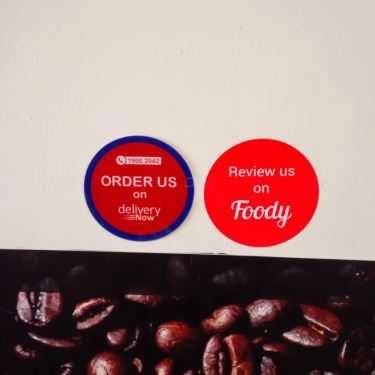 1900 2042
ORDER US
on
delivery
Now
Review us
on
Foody